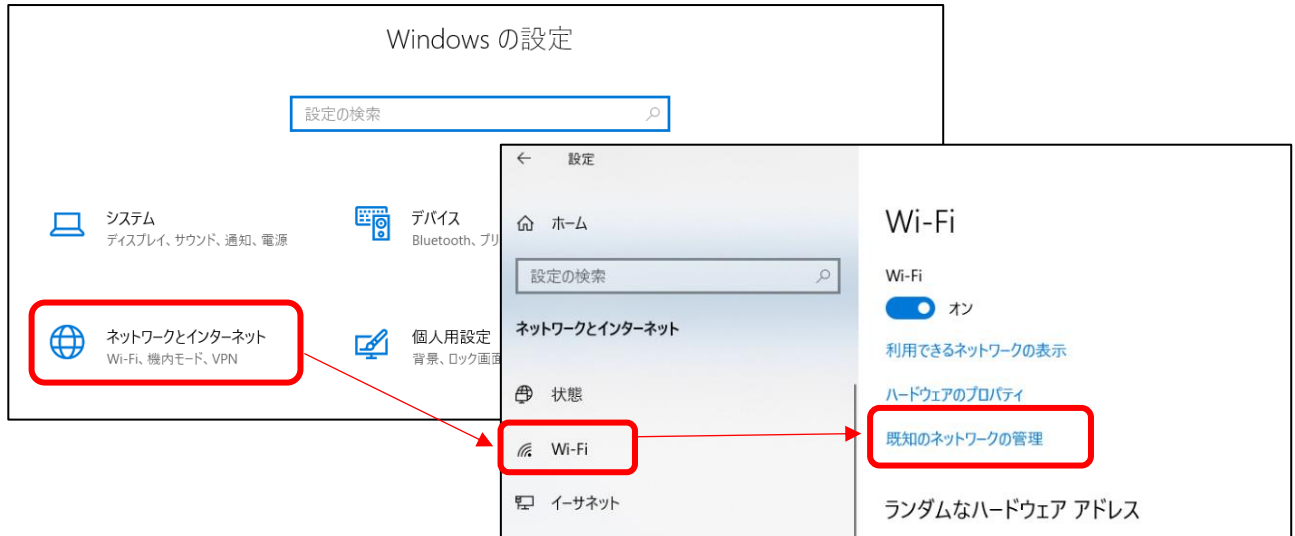 Windows の設定
設定の検索
システム
ディスプレイ、サウンド、通知、電源
デバイス
Bluetooth、プリ
ネットワークとインターネット
Wi-Fi、機内モード、VPN
個人用設定
背景、ロック画面
設定
ホーム
設定の検索
ネットワークとインターネット
状態
Wi-Fi
イーサネット
Wi-Fi
Wi-Fi
オン
利用できるネットワークの表示
ハードウェアのプロパティ
既知のネットワークの管理
ランダムなハードウェア アドレス